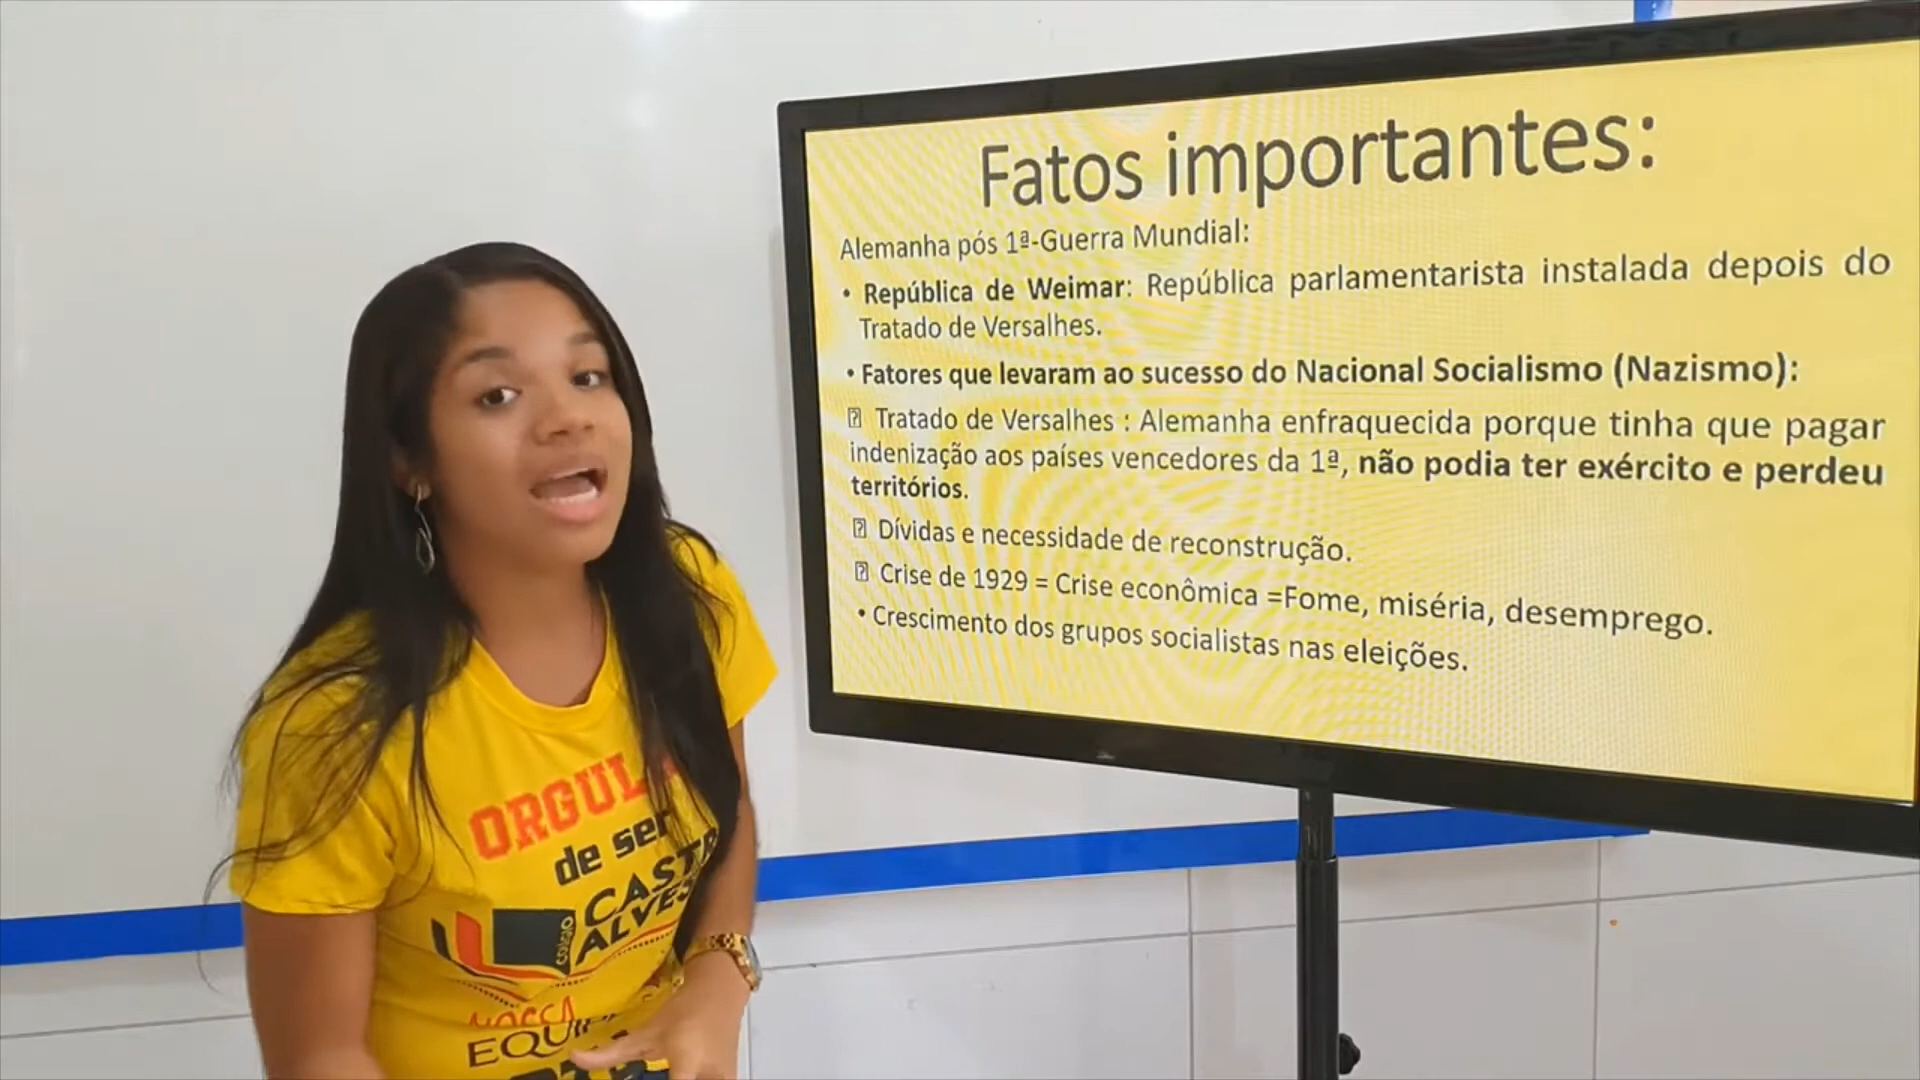 Fatos importantes:
Alemanha pós 1ª-Guerra Mundial:
• República de Weimar: República parlamentarista instalada depois do
Tratado de Versalhes.
• Fatores que levaram ao sucesso do Nacional Socialismo (Nazismo):
Tratado de Versalhes : Alemanha enfraquecida porque tinha que pagar
indenização aos países vencedores da 1ª, não podia ter exército e perdeu
territórios.
Dívidas e necessidade de reconstrução.
Crise de 1929 = Crise econômica =Fome, miséria, desemprego.
• Crescimento dos grupos socialistas nas eleições.
ORGUL
de ser
CASTR
ALVES
EQUIP